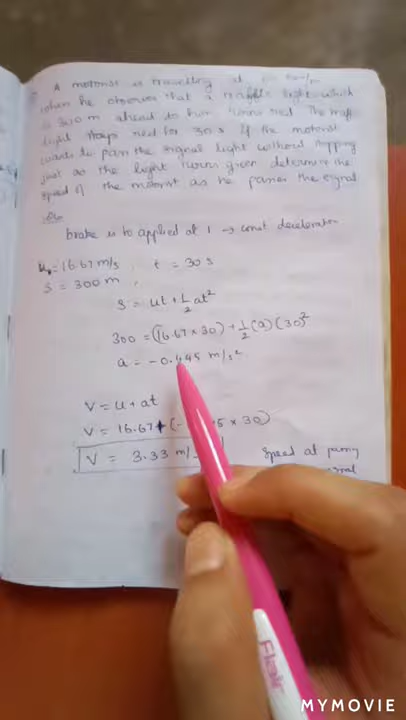 A motorist is travelling at
when he observes that a traffic light which
is 300 m ahead to him turns red The traffic
light stays red for 30 s If the motorist
wants to pass the signal light without stopping
just as the light turns green determine the
speed of the motorist as he passes the signal
brake is to applied at 1 → const deceleration
u = 16.67 m/s , t = 30 s
S = 300 m
S = ut + 1/2 at²
300 = (16.67 × 30) + 1/2 (a) (30)²
a = -0.445 m/s²
V = u + at
V = 16.67 + (- 5 × 30)
V = 3.33 m/s speed at passing
Flair
MYMOVIE